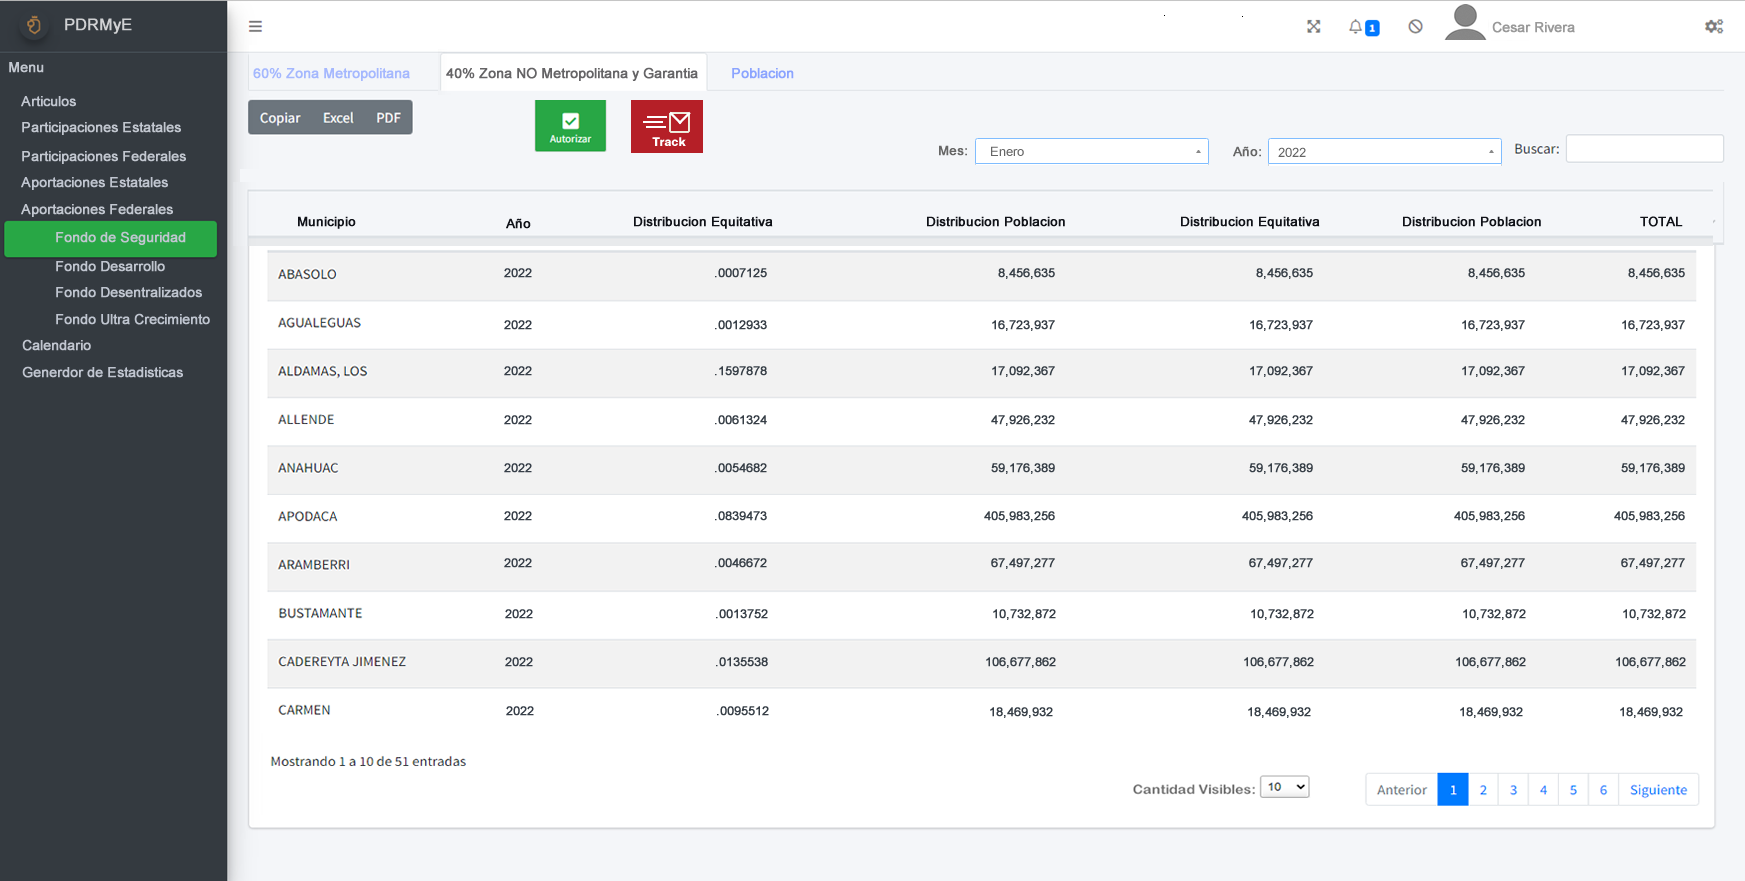 PDRMyE
1
Cesar Rivera
Menu
Articulos
Participaciones Estatales
Participaciones Federales
Aportaciones Estatales
Aportaciones Federales
Fondo de Seguridad
Fondo Desarrollo
Fondo Desentralizados
Fondo Ultra Crecimiento
Calendario
Generdor de Estadisticas
60% Zona Metropolitana 40% Zona NO Metropolitana y Garantia Poblacion
Copiar Excel PDF
Autorizar
Track
Mes: Enero Año: 2022 Buscar:
Municipio Año Distribucion Equitativa Distribucion Poblacion Distribucion Equitativa Distribucion Poblacion TOTAL
ABASOLO 2022 .0007125 8,456,635 8,456,635 8,456,635 8,456,635
AGUALEGUAS 2022 .0012933 16,723,937 16,723,937 16,723,937 16,723,937
ALDAMAS, LOS 2022 .1597878 17,092,367 17,092,367 17,092,367 17,092,367
ALLENDE 2022 .0061324 47,926,232 47,926,232 47,926,232 47,926,232
ANAHUAC 2022 .0054682 59,176,389 59,176,389 59,176,389 59,176,389
APODACA 2022 .0839473 405,983,256 405,983,256 405,983,256 405,983,256
ARAMBERRI 2022 .0046672 67,497,277 67,497,277 67,497,277 67,497,277
BUSTAMANTE 2022 .0013752 10,732,872 10,732,872 10,732,872 10,732,872
CADEREYTA JIMENEZ 2022 .0135538 106,677,862 106,677,862 106,677,862 106,677,862
CARMEN 2022 .0095512 18,469,932 18,469,932 18,469,932 18,469,932
Mostrando 1 a 10 de 51 entradas
Cantidad Visibles: 10
Anterior 1 2 3 4 5 6 Siguiente